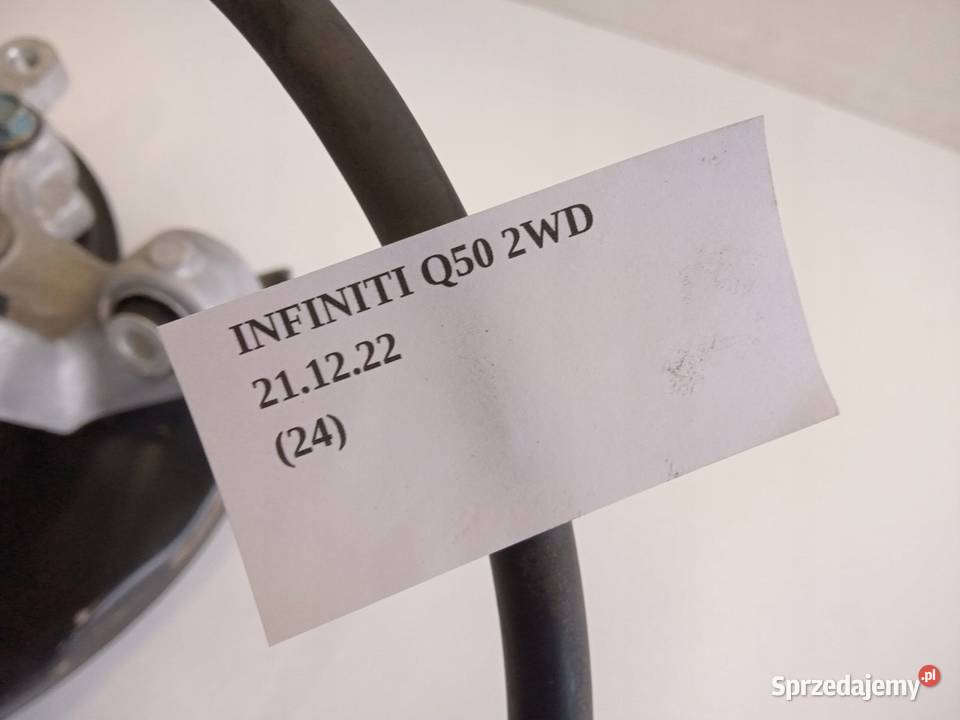 INFINITI Q50 2WD
21.12.22
(24)
Sprzedajemy.pl